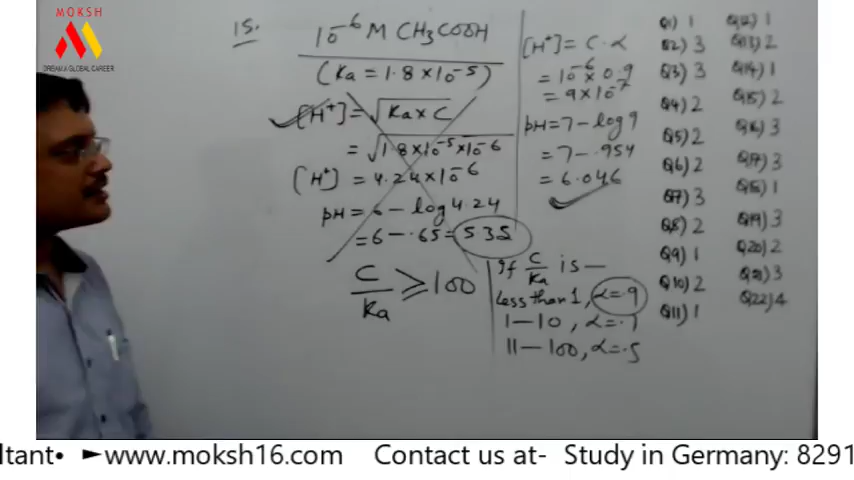 MOKSH
DREAM A GLOBAL CAREER
15.
10⁻⁶ M CH₃COOH
(Ka = 1.8×10⁻⁵)
[H⁺] = √Ka×C
= √1.8×10⁻⁵×10⁻⁶
[H⁺] = 4.24×10⁻⁶
pH = 6 – log 4.24
= 6 – .65 = 5.35
C/Ka ≥ 100
[H⁺] = C·α
= 10⁻⁶×0.9
= 9×10⁻⁷
pH = 7 – log 9
= 7 – .954
= 6.046
If C/Ka is —
less than 1, α=.9
1 – 10, α=.7
11 – 100, α=.5
Q1) 1
Q2) 3
Q3) 3
Q4) 2
Q5) 2
Q6) 2
Q7) 3
Q8) 2
Q9) 1
Q10) 2
Q11) 1
Q12) 1
Q13) 2
Q14) 1
Q15) 2
Q16) 3
Q17) 3
Q18) 1
Q19) 3
Q20) 2
Q21) 3
Q22) 4
ltant• ►www.moksh16.com Contact us at- Study in Germany: 8291